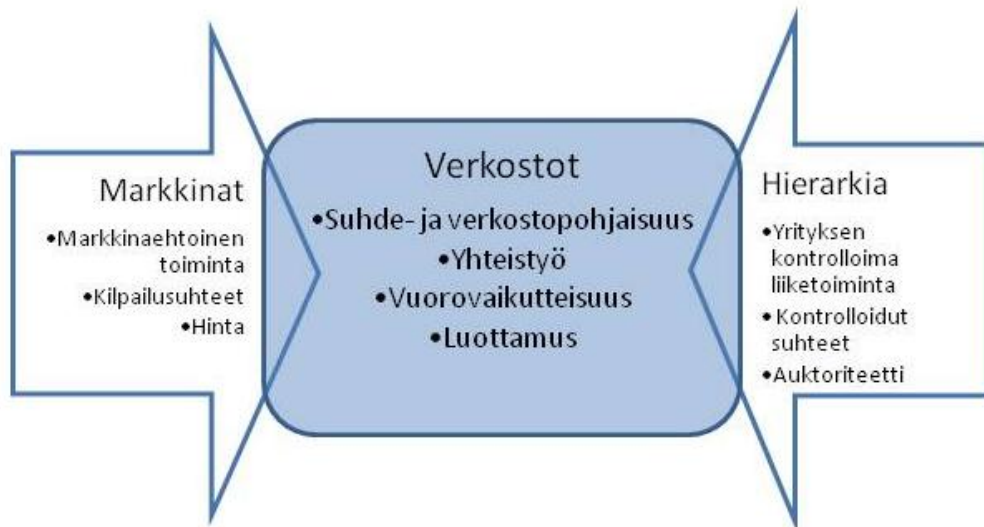 Markkinat
•Markkinaehtoinen
toiminta
•Kilpailusuhteet
•Hinta
Verkostot
•Suhde- ja verkostopohjaisuus
•Yhteistyö
•Vuorovaikutteisuus
•Luottamus
Hierarkia
•Yrityksen
kontrolloima
liiketoiminta
•Kontrolloidut
suhteet
•Auktoriteetti